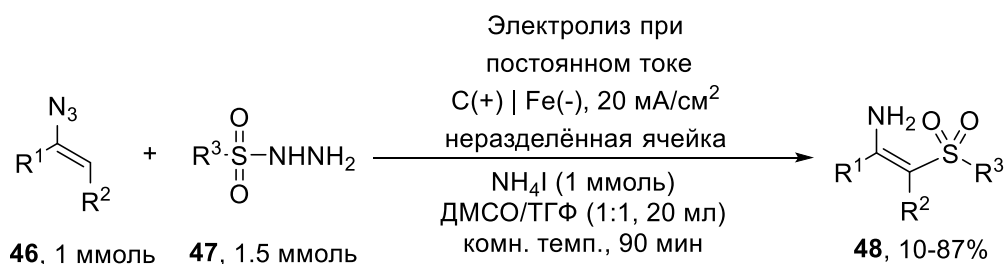 Электролиз при
постоянном токе
C(+) | Fe(-), 20 мА/см²
неразделённая ячейка
N₃
R¹
R²
+
R³
O
S
O
NHNH₂
NH₄I (1 ммоль)
ДМСО/ТГФ (1:1, 20 мл)
комн. темп., 90 мин
NH₂
O
O
S
R¹
R³
R²
46, 1 ммоль
47, 1.5 ммоль
48, 10-87%